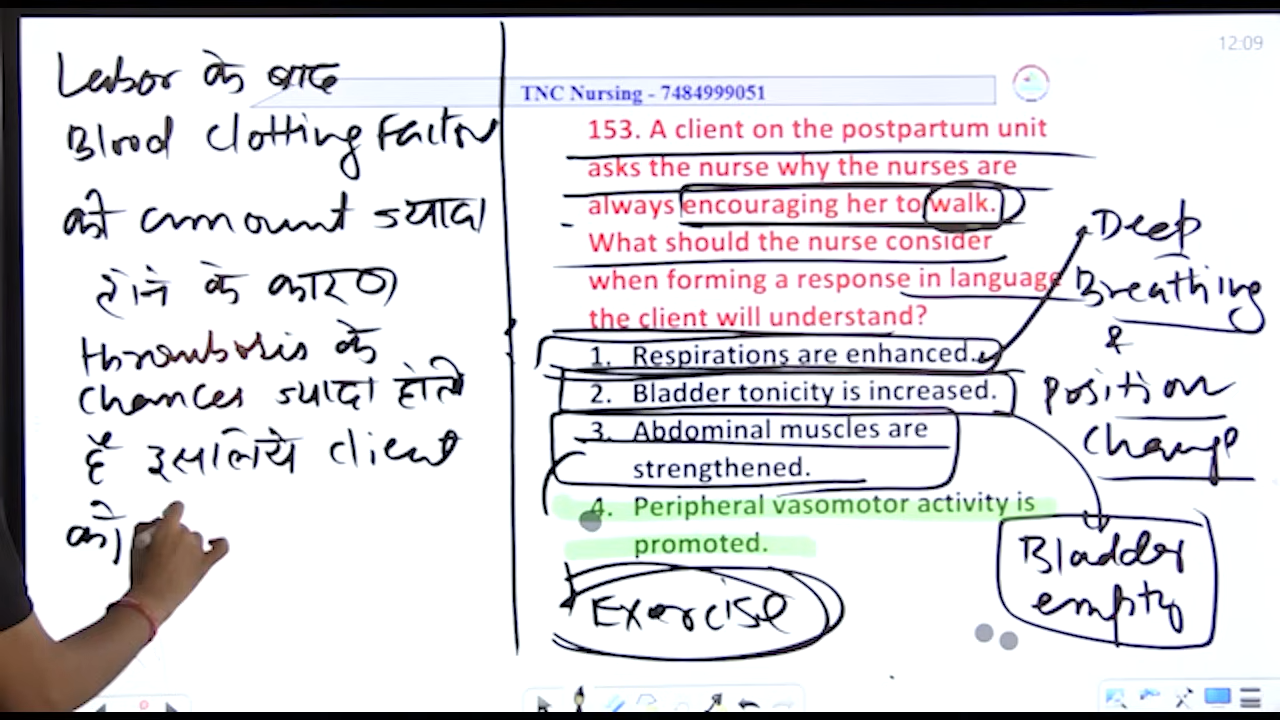 Labor के बाद
Blood clotting Factor
की amount ज्यादा
होने के कारण
thrombosis के
chances ज्यादा होते
हैं इसलिये client
को
12:09
TNC Nursing - 7484999051
153. A client on the postpartum unit
asks the nurse why the nurses are
always encouraging her to walk.
What should the nurse consider
when forming a response in language
the client will understand?
1. Respirations are enhanced.
2. Bladder tonicity is increased.
3. Abdominal muscles are
strengthened.
4. Peripheral vasomotor activity is
promoted.
Exercise
Deep
Breathing
&
Position
Change
Bladder
empty